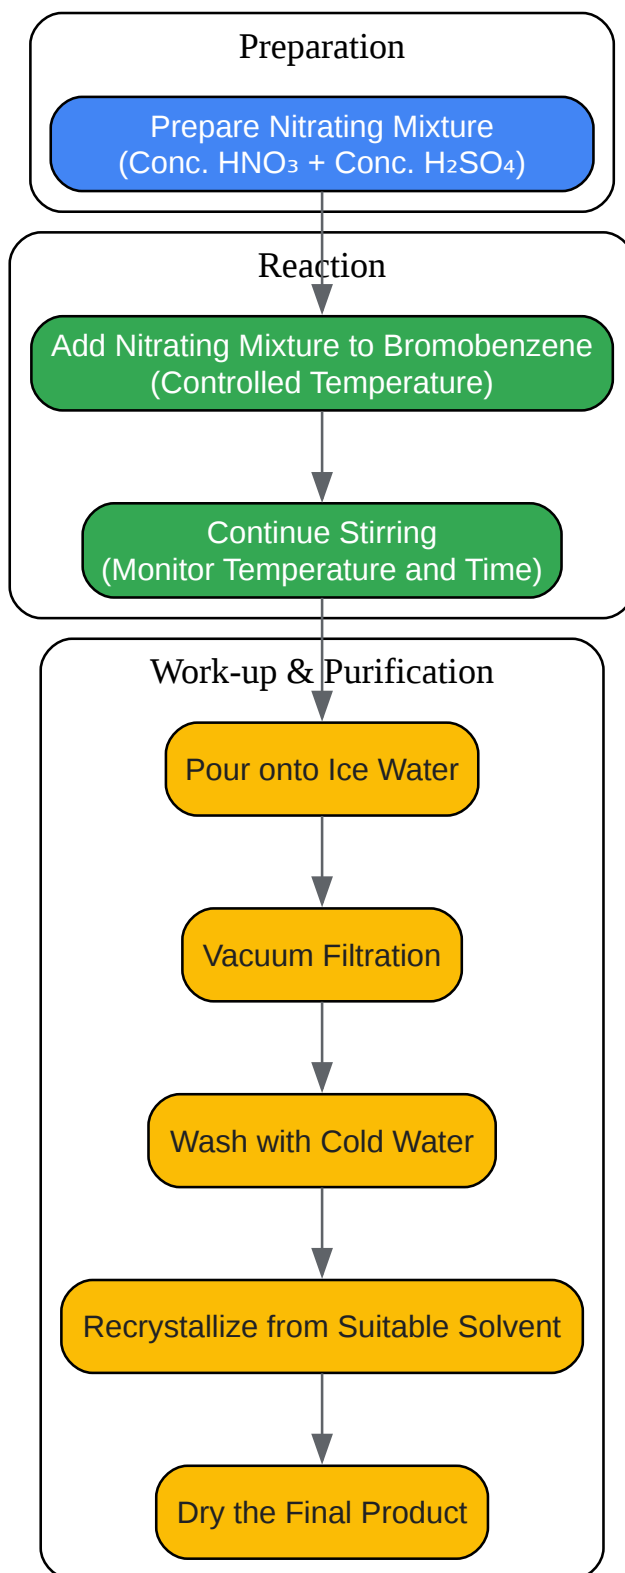 Preparation
Prepare Nitrating Mixture
(Conc. HNO₃ + Conc. H₂SO₄)
Reaction
Add Nitrating Mixture to Bromobenzene
(Controlled Temperature)
Continue Stirring
(Monitor Temperature and Time)
Work-up & Purification
Pour onto Ice Water
Vacuum Filtration
Wash with Cold Water
Recrystallize from Suitable Solvent
Dry the Final Product